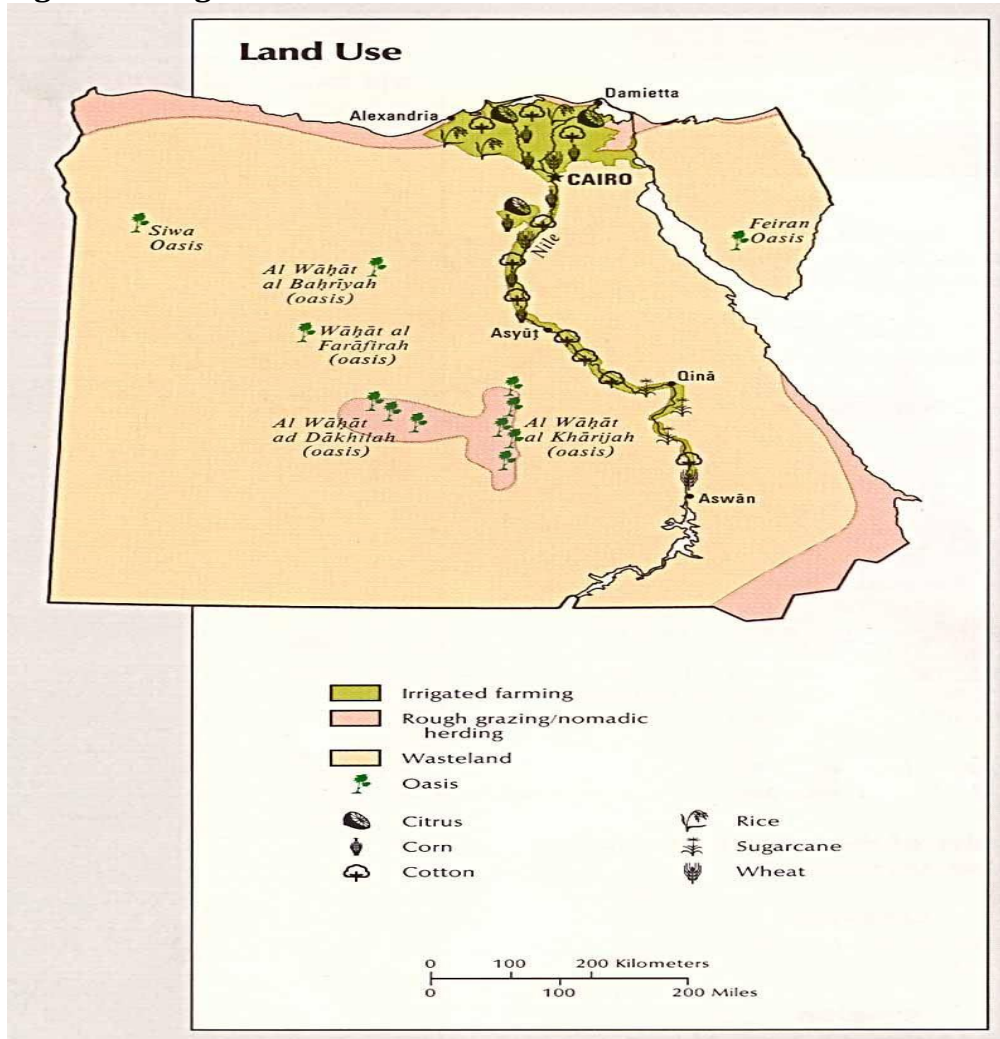 Land Use
Damietta
Alexandria
CAIRO
Siwa
Oasis
Feiran
Oasis
Nile
Al Wāḥāt
al Baḥrīyah
(oasis)
Wāḥāt al
Farāfirah
(oasis)
Asyūṭ
Qinā
Al Wāḥāt
ad Dākhilah
(oasis)
Al Wāḥāt
al Khārijah
(oasis)
Aswān
Irrigated farming
Rough grazing/nomadic
herding
Wasteland
Oasis
Citrus
Rice
Corn
Sugarcane
Cotton
Wheat
0 100 200 Kilometers
0 100 200 Miles